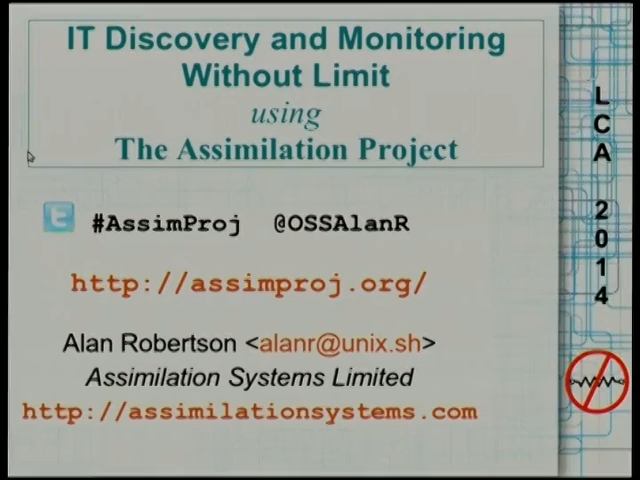 IT Discovery and Monitoring
Without Limit
using
The Assimilation Project
#AssimProj @OSSAlanR
http://assimproj.org/
Alan Robertson <alanr@unix.sh>
Assimilation Systems Limited
http://assimilationsystems.com
LCA 2014